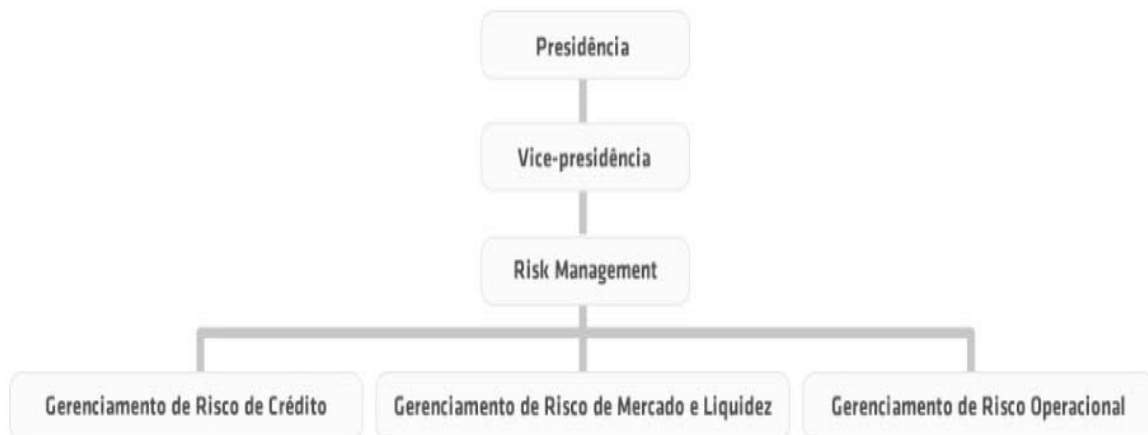 Presidência
Vice-presidência
Risk Management
Gerenciamento de Risco de Crédito
Gerenciamento de Risco de Mercado e Liquidez
Gerenciamento de Risco Operacional